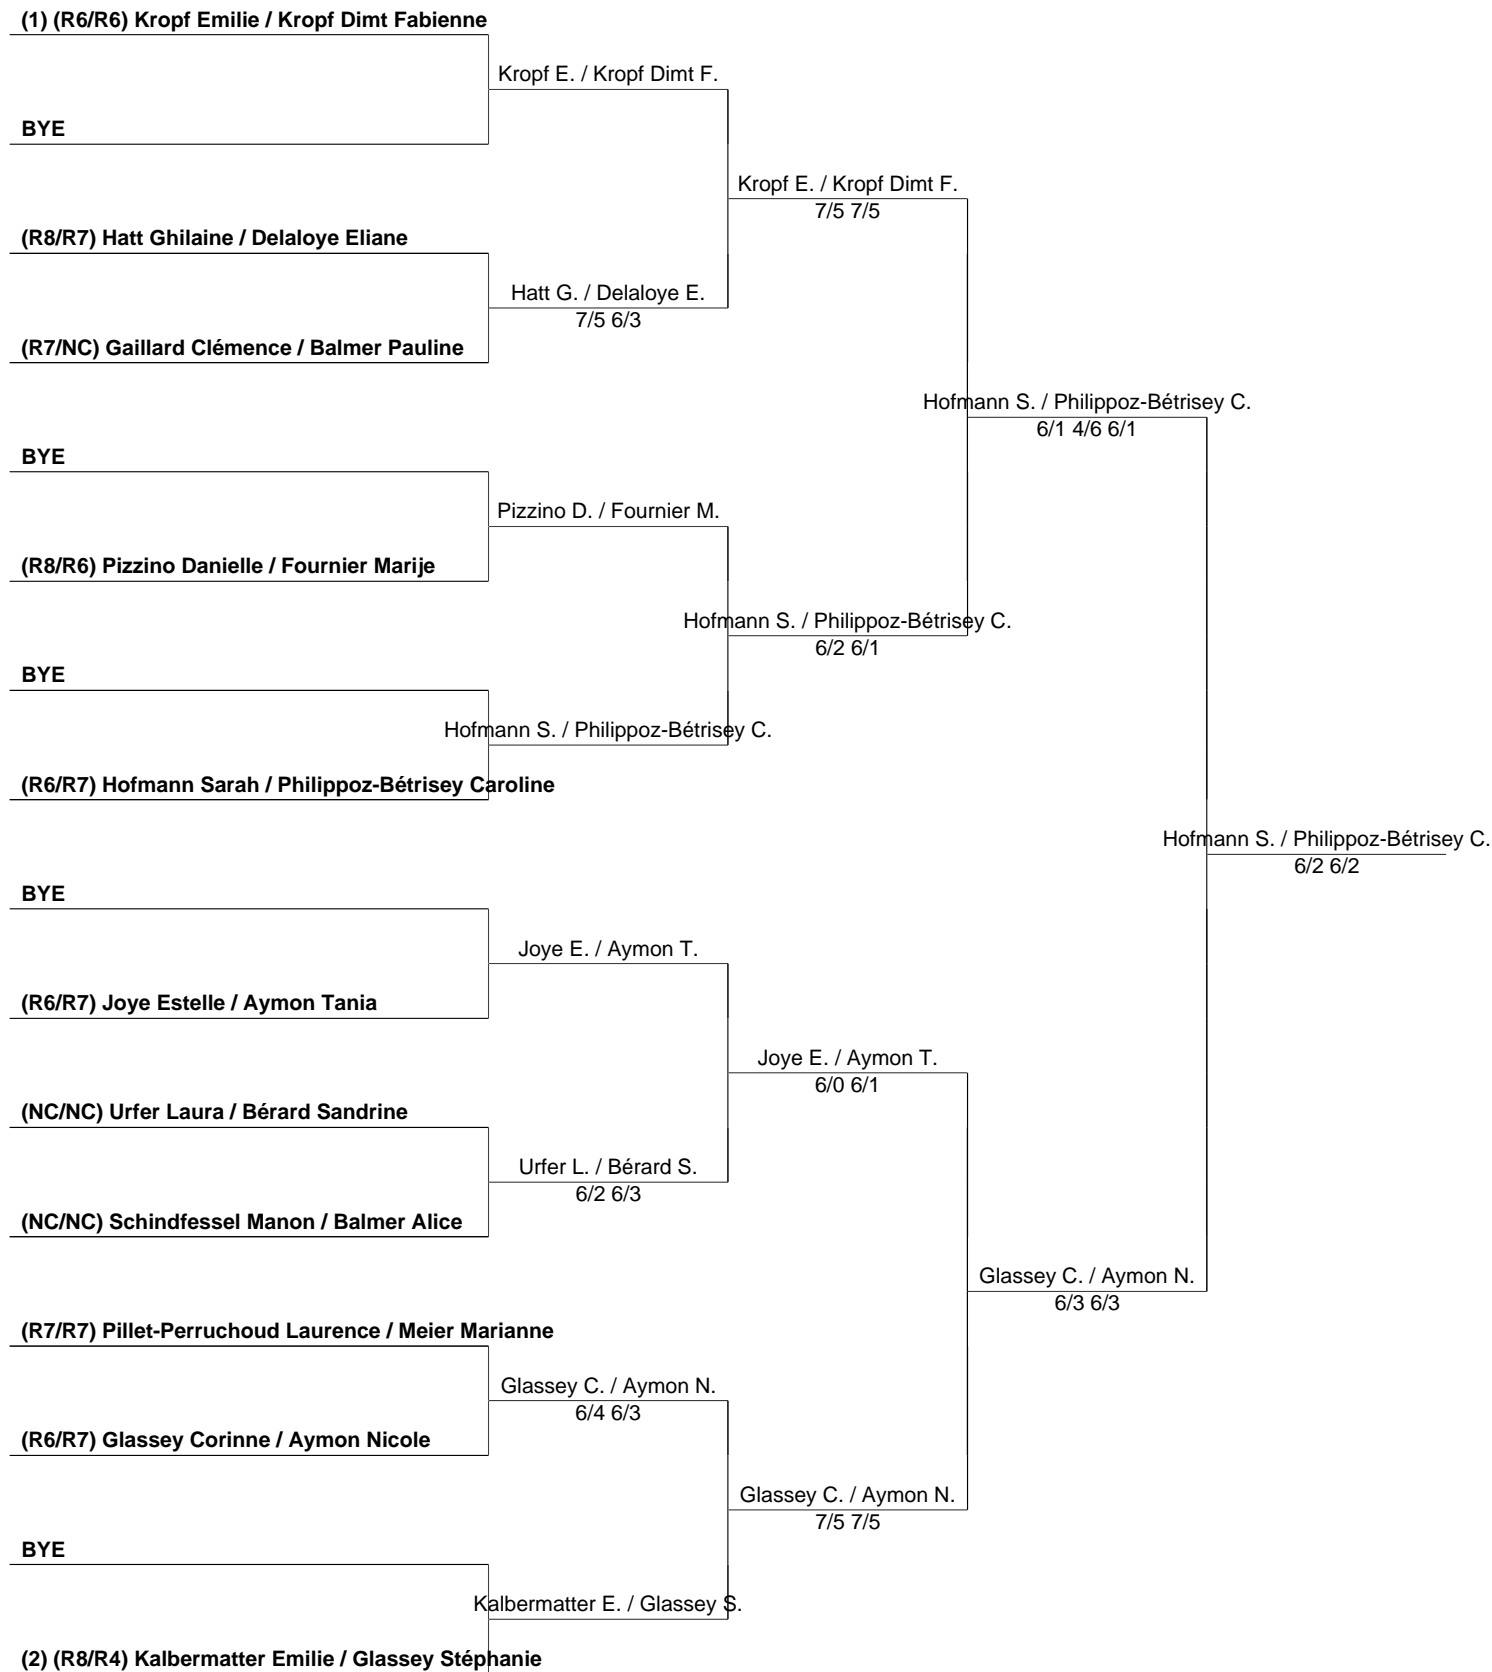 (1) (R6/R6) Kropf Emilie / Kropf Dimt Fabienne
Kropf E. / Kropf Dimt F.
BYE
Kropf E. / Kropf Dimt F.
7/5 7/5
(R8/R7) Hatt Ghilaine / Delaloye Eliane
Hatt G. / Delaloye E.
7/5 6/3
(R7/NC) Gaillard Clémence / Balmer Pauline
Hofmann S. / Philippoz-Bétrisey C.
6/1 4/6 6/1
BYE
Pizzino D. / Fournier M.
(R8/R6) Pizzino Danielle / Fournier Marije
Hofmann S. / Philippoz-Bétrisey C.
6/2 6/1
BYE
Hofmann S. / Philippoz-Bétrisey C.
(R6/R7) Hofmann Sarah / Philippoz-Bétrisey Caroline
Hofmann S. / Philippoz-Bétrisey C.
6/2 6/2
BYE
Joye E. / Aymon T.
(R6/R7) Joye Estelle / Aymon Tania
Joye E. / Aymon T.
6/0 6/1
(NC/NC) Urfer Laura / Bérard Sandrine
Urfer L. / Bérard S.
6/2 6/3
(NC/NC) Schindfessel Manon / Balmer Alice
Glassey C. / Aymon N.
6/3 6/3
(R7/R7) Pillet-Perruchoud Laurence / Meier Marianne
Glassey C. / Aymon N.
6/4 6/3
(R6/R7) Glassey Corinne / Aymon Nicole
Glassey C. / Aymon N.
7/5 7/5
BYE
Kalbermatter E. / Glassey S.
(2) (R8/R4) Kalbermatter Emilie / Glassey Stéphanie